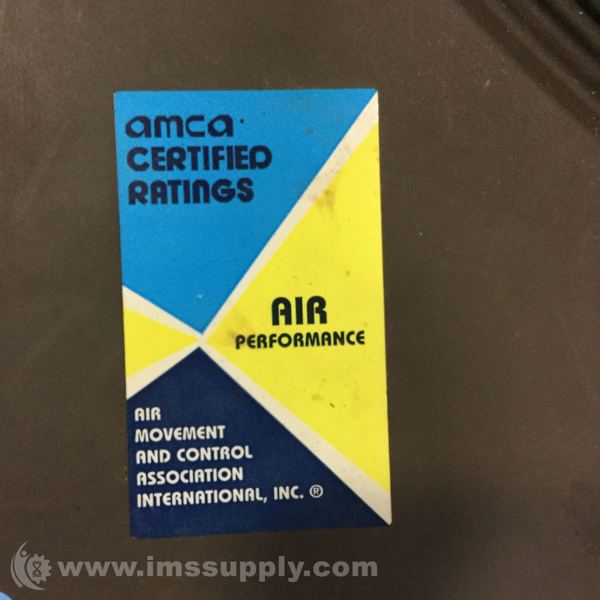 amca
CERTIFIED
RATINGS
AIR
PERFORMANCE
AIR
MOVEMENT
AND CONTROL
ASSOCIATION
INTERNATIONAL, INC. ®
www.imssupply.com